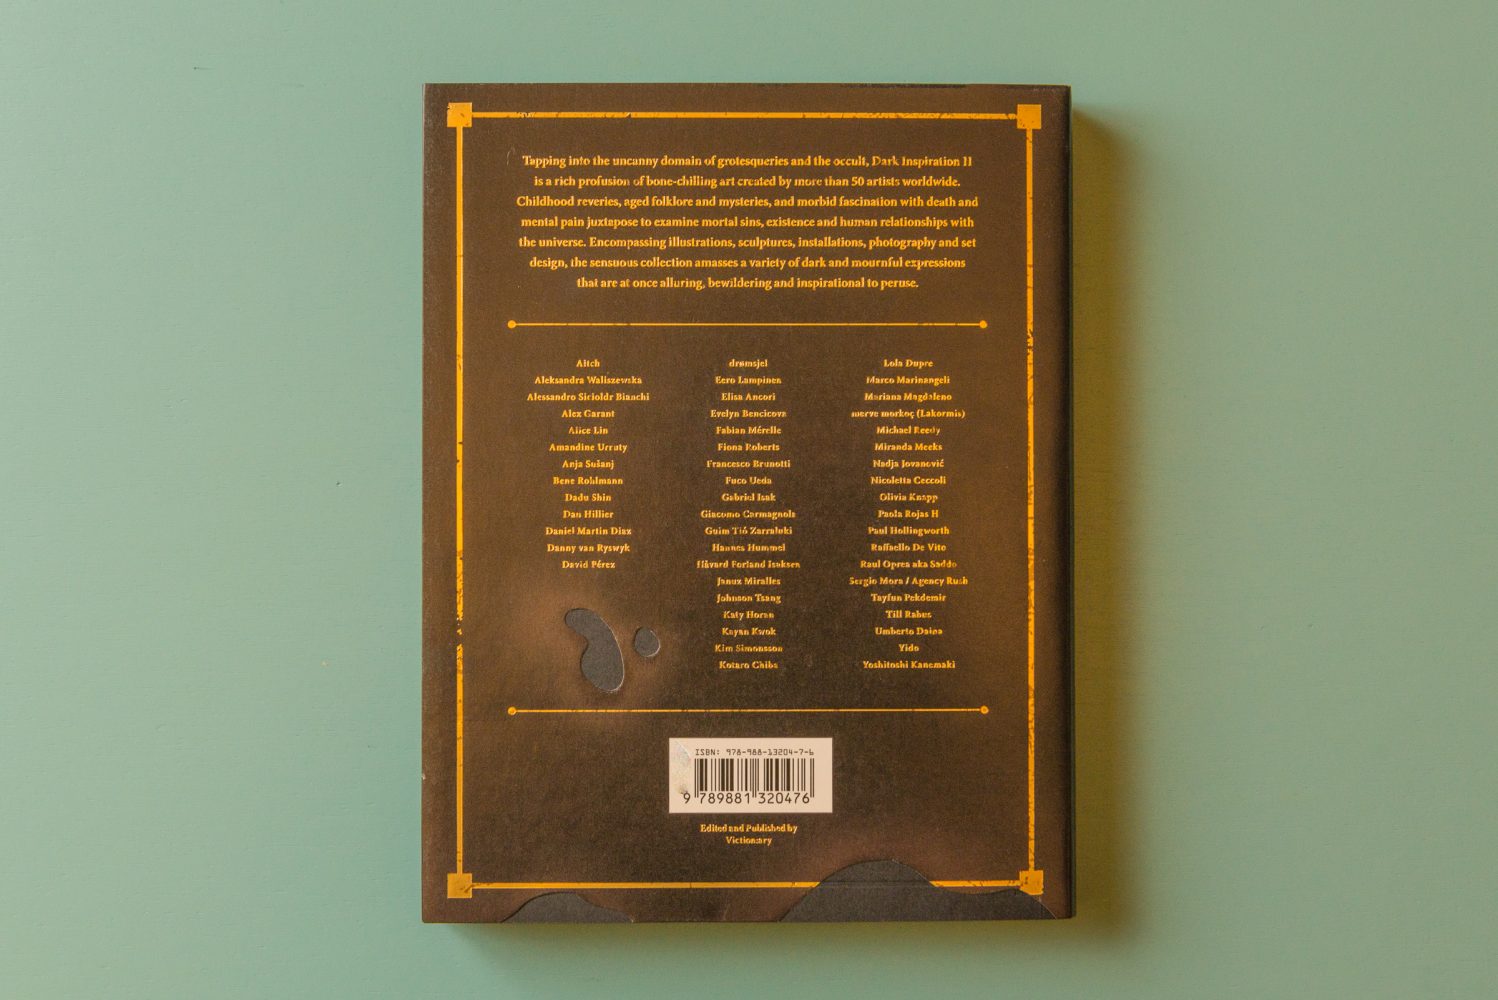 Tapping into the uncanny domain of grotesqueries and the occult, Dark Inspiration II
is a rich profusion of bone-chilling art created by more than 50 artists worldwide.
Childhood reveries, aged folklore and mysteries, and morbid fascination with death and
mental pain juxtapose to examine mortal sins, existence and human relationships with
the universe. Encompassing illustrations, sculptures, installations, photography and set
design, the sensuous collection amasses a variety of dark and mournful expressions
that are at once alluring, bewildering and inspirational to peruse.
Aitch
Aleksandra Waliszewska
Alessandro Sicioldr Bianchi
Alex Garant
Alice Lin
Amandine Urruty
Anja Sušanj
Bene Rohlmann
Dadu Shin
Dan Hillier
Daniel Martin Diaz
Danny van Ryswyk
David Pérez
drømsjel
Eero Lampinen
Elisa Ancori
Evelyn Bencicova
Fabian Mérelle
Fiona Roberts
Francesco Brunotti
Fuco Ueda
Gabriel Isak
Giacomo Carmagnola
Guim Tió Zarraluki
Hannes Hummel
Håvard Forland Isaksen
Januz Miralles
Johnson Tsang
Katy Horan
Kayan Kwok
Kim Simonsson
Kotaro Chiba
Lola Dupre
Marco Marinangeli
Mariana Magdaleno
merve morkoç (Lakormis)
Michael Reedy
Miranda Meeks
Nadja Jovanović
Nicoletta Ceccoli
Olivia Knapp
Paola Rojas H
Paul Hollingworth
Raffaello De Vito
Raul Oprea aka Saddo
Sergio Mora / Agency Rush
Tayfun Pekdemir
Till Rabus
Umberto Daina
Yido
Yoshitoshi Kanemaki
ISBN: 978-988-13204-7-6
9 789881 320476
Edited and Published by
Victionary